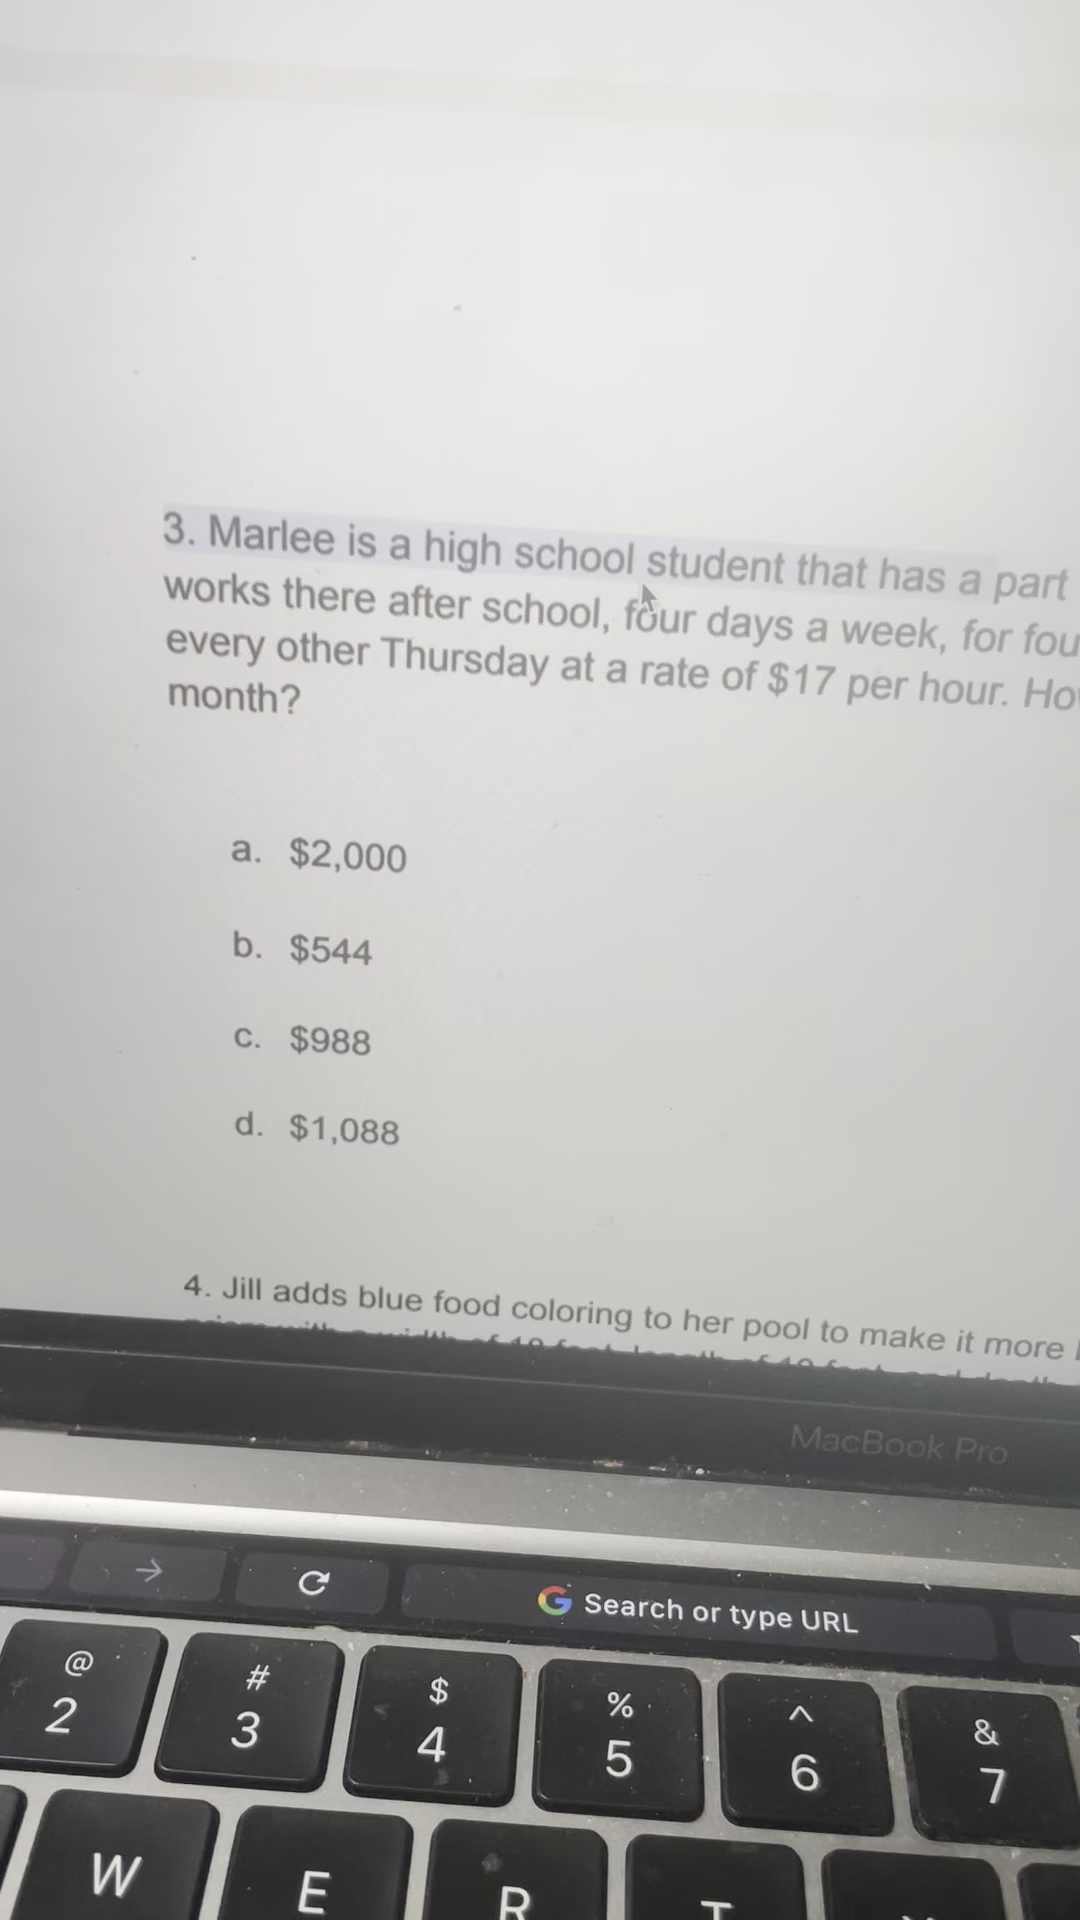 3. Marlee is a high school student that has a part
works there after school, four days a week, for fou
every other Thursday at a rate of $17 per hour. Ho
month?
a. $2,000
b. $544
c. $988
d. $1,088
4. Jill adds blue food coloring to her pool to make it more
MacBook Pro
→
G Search or type URL
@ # $ % ^ &
2 3 4 5 6 7
W E R T